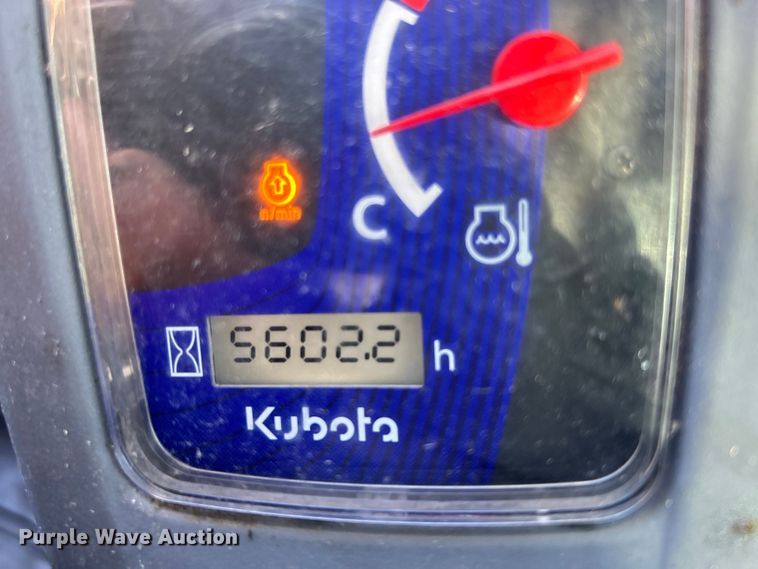 n/min
C
5602.2 h
Kubota
Purple Wave Auction